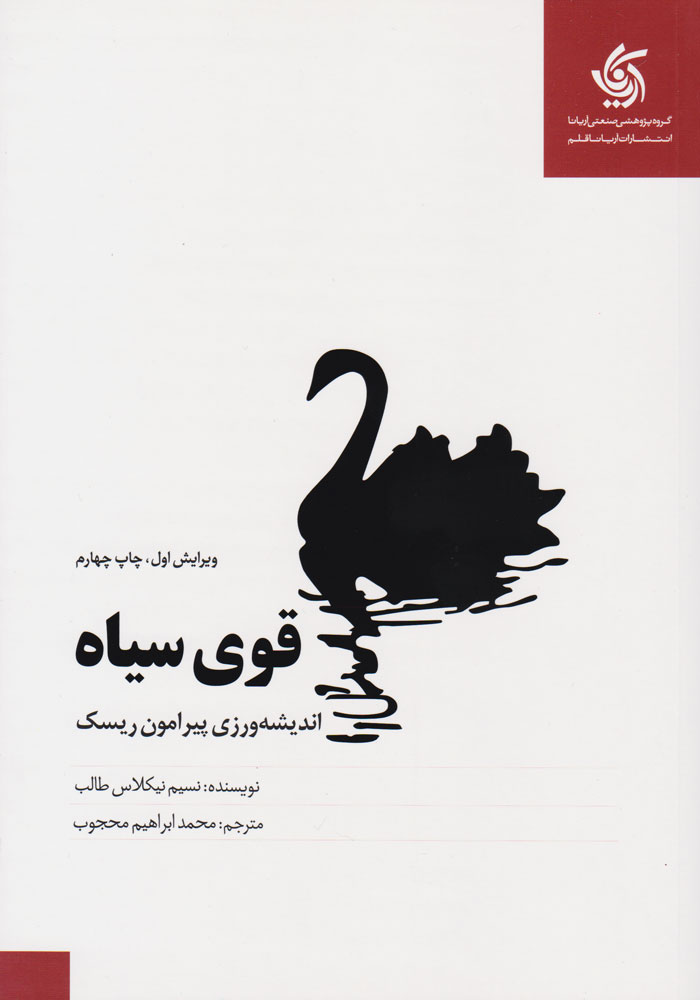 آریانا
گروه پژوهشی صنعتی آریانا
انتشارات آریانا قلم
ویرایش اول، چاپ چهارم
قوی سیاه
اندیشه‌ورزی پیرامون ریسک
نویسنده: نسیم نیکلاس طالب
مترجم: محمد ابراهیم محجوب